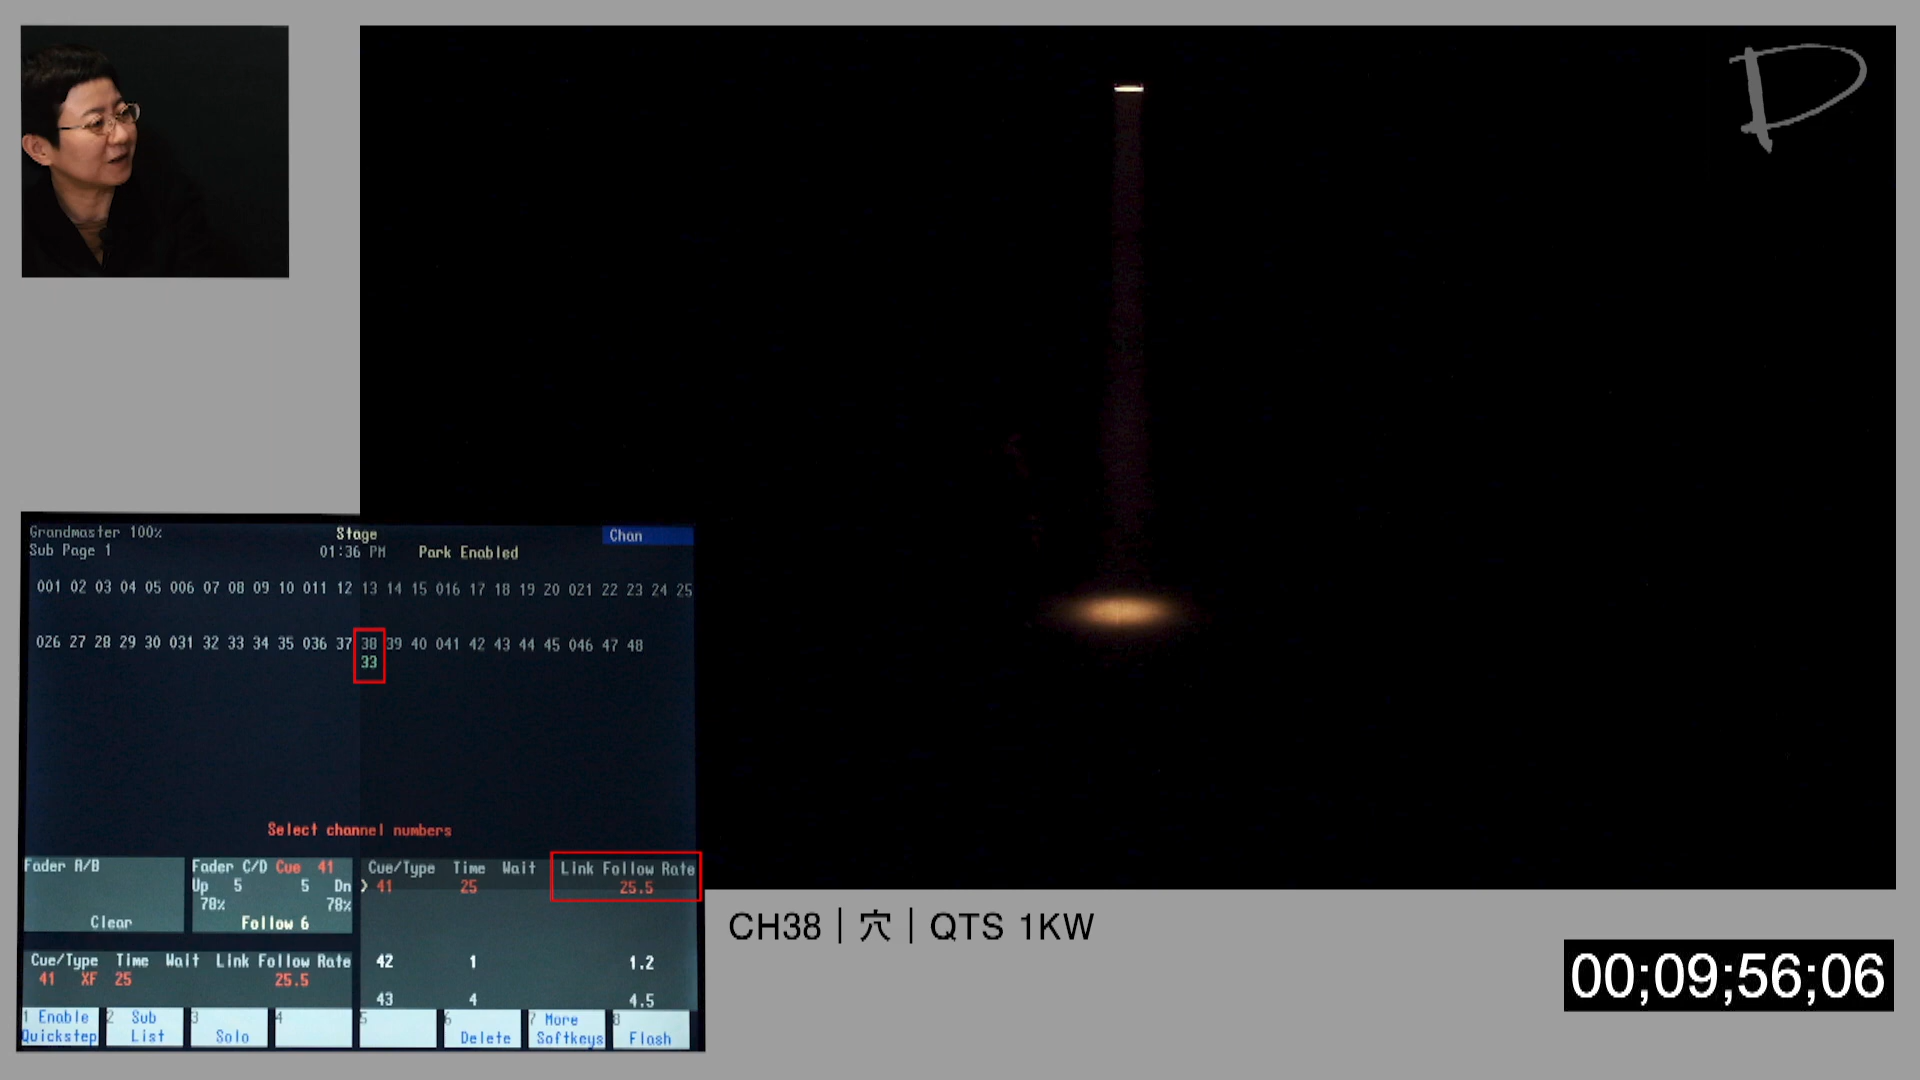 D
Grandmaster 100% Stage Chan
Sub Page 1 01:36 PM Park Enabled
001 02 03 04 05 006 07 08 09 10 011 12 13 14 15 016 17 18 19 20 021 22 23 24 25
026 27 28 29 30 031 32 33 34 35 036 37 38 39 40 041 42 43 44 45 046 47 48
33
Select channel numbers
Fader A/B
Clear
Fader C/D Cue 41
Up 5 5 Dn
78% 78%
Follow 6
Cue/Type Time Wait Link Follow Rate
41 XF 25 25.5
Cue/Type Time Wait Link Follow Rate
41 25 25.5
42 1 1.2
43 4 4.5
1 Enable Quickstep
2 Sub List
3 Solo
4
5
6 Delete
7 More Softkeys
8 Flash
CH38 | 穴 | QTS 1KW
00;09;56;06